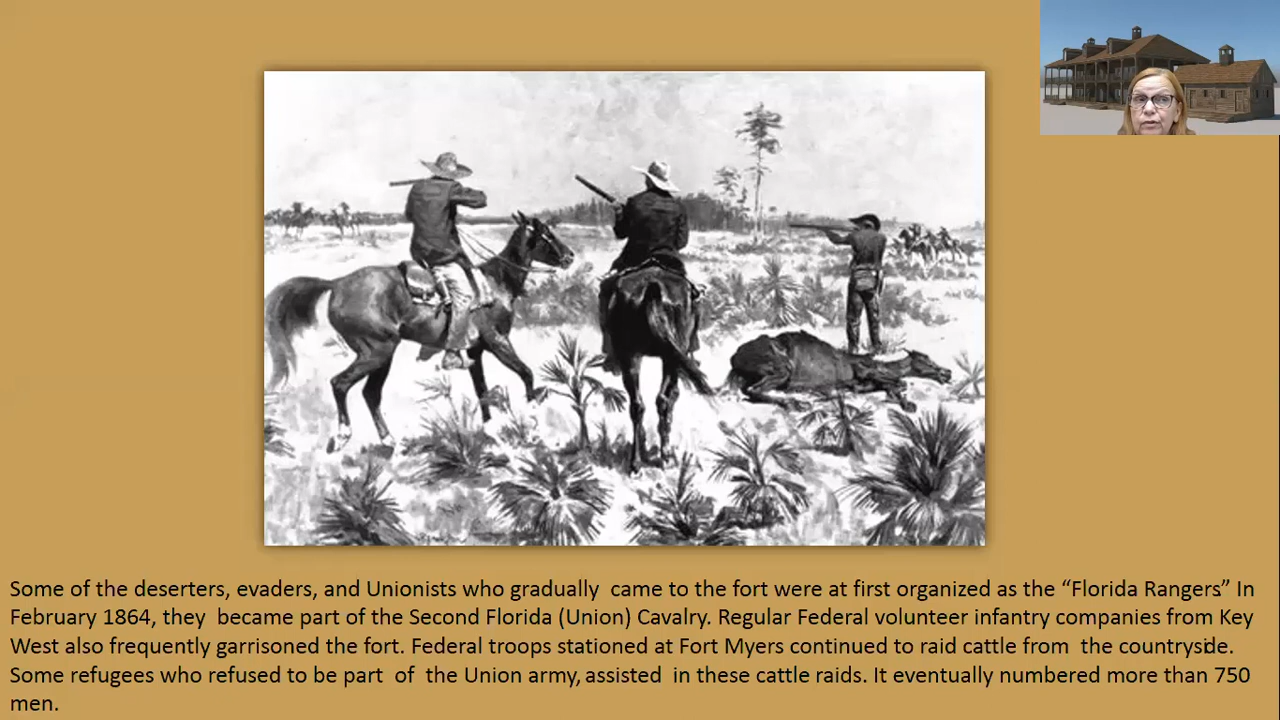 Some of the deserters, evaders, and Unionists who gradually came to the fort were at first organized as the “Florida Rangers.” In
February 1864, they became part of the Second Florida (Union) Cavalry. Regular Federal volunteer infantry companies from Key
West also frequently garrisoned the fort. Federal troops stationed at Fort Myers continued to raid cattle from the countryside.
Some refugees who refused to be part of the Union army, assisted in these cattle raids. It eventually numbered more than 750
men.